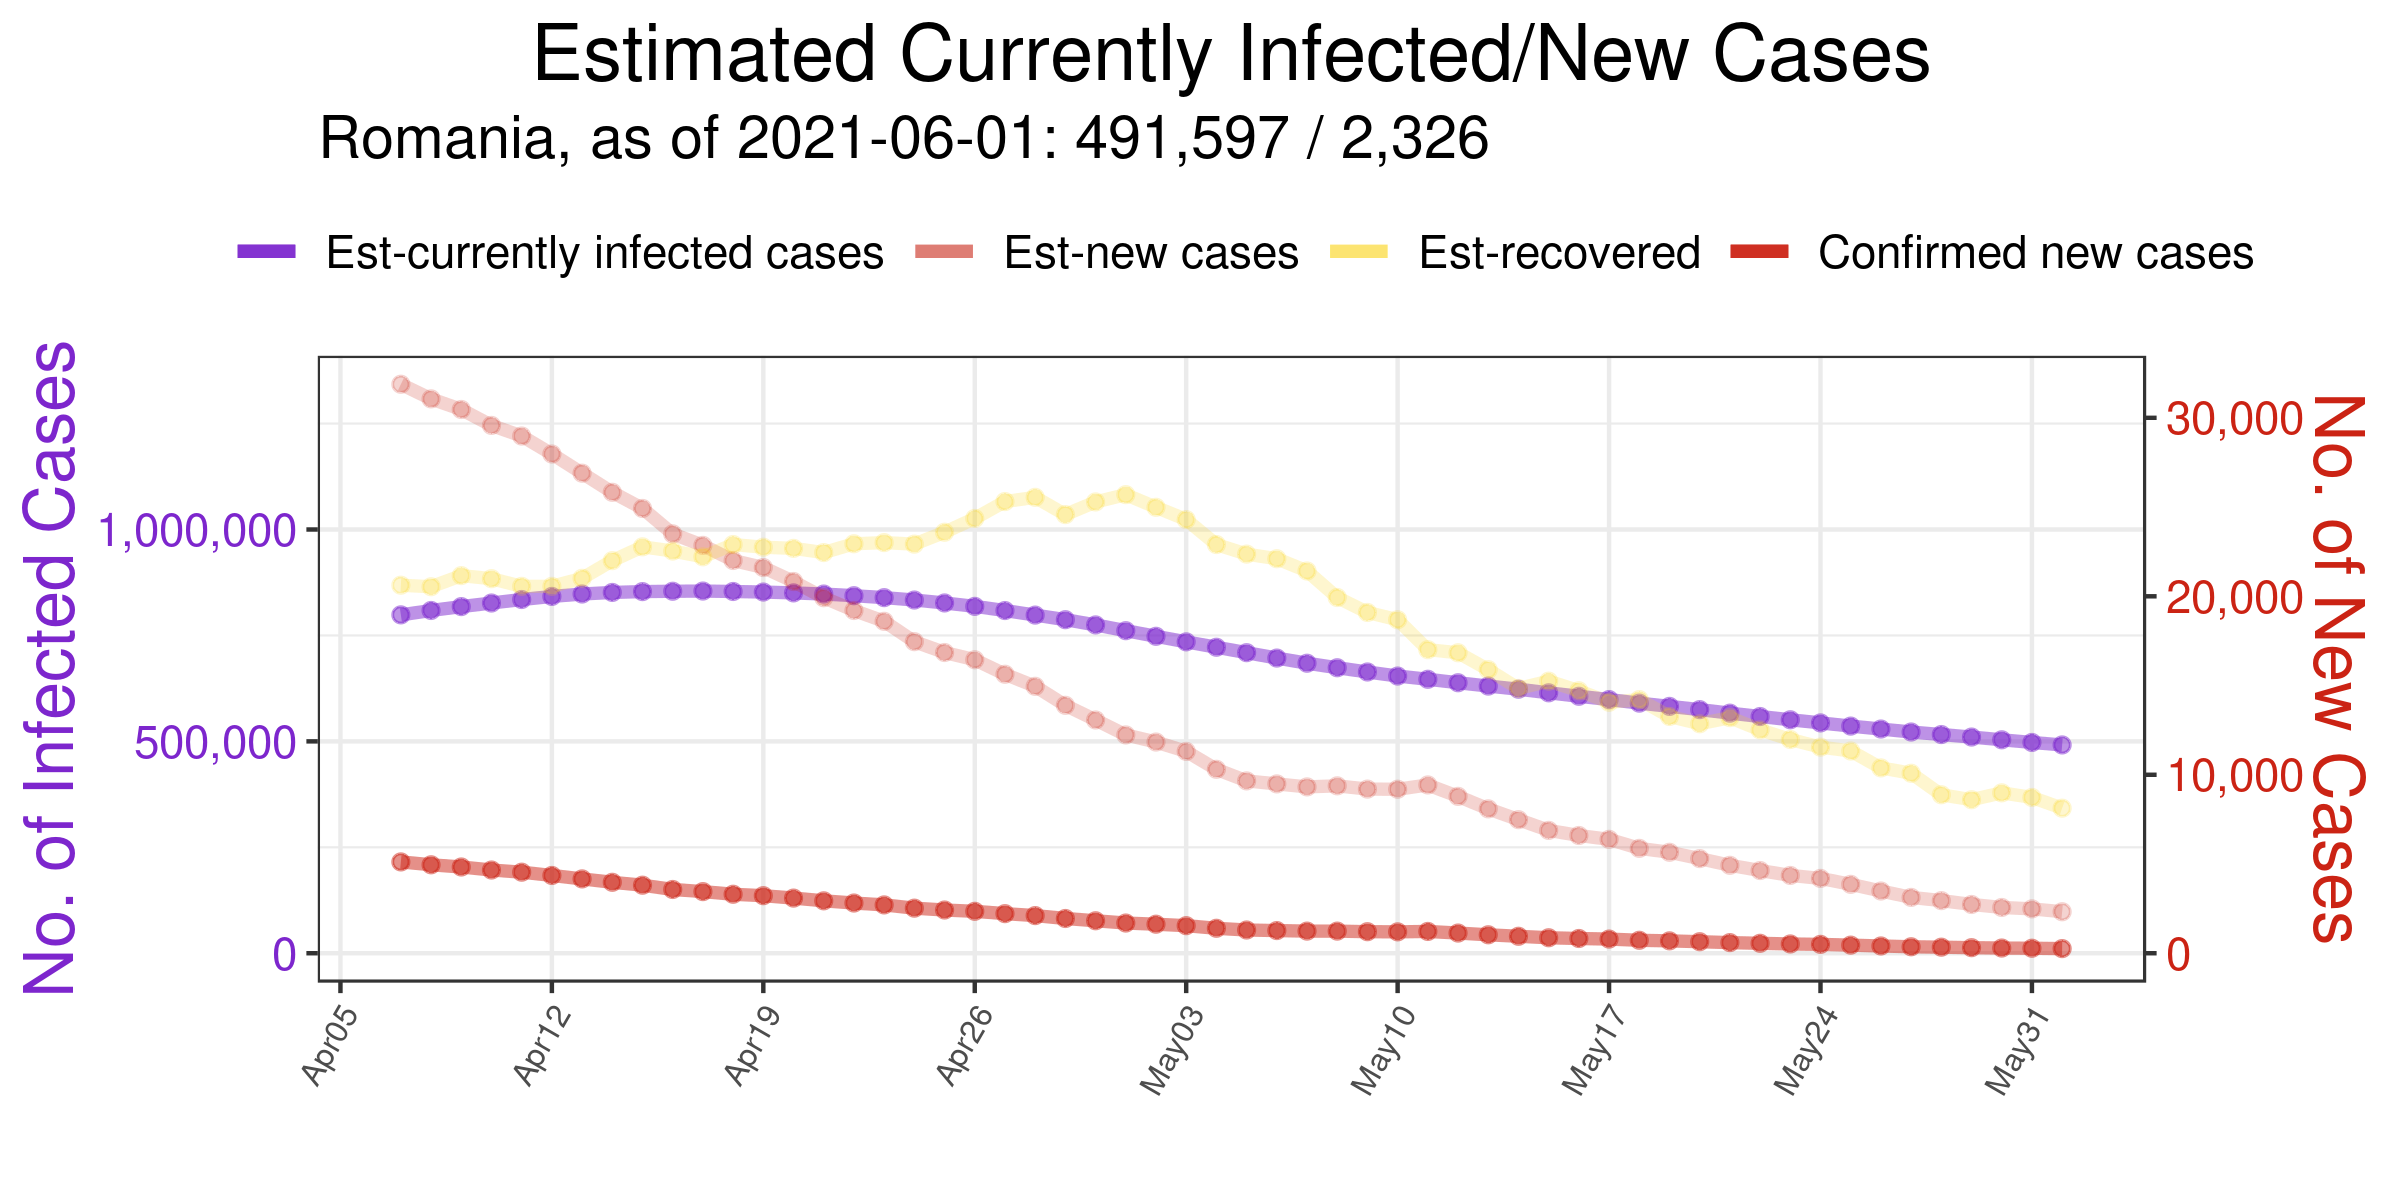 Estimated Currently Infected/New Cases
Romania, as of 2021-06-01: 491,597 / 2,326
Est-currently infected cases Est-new cases Est-recovered Confirmed new cases
No. of Infected Cases
1,000,000
500,000
0
30,000
20,000
10,000
0
No. of New Cases
Apr05 Apr12 Apr19 Apr26 May03 May10 May17 May24 May31